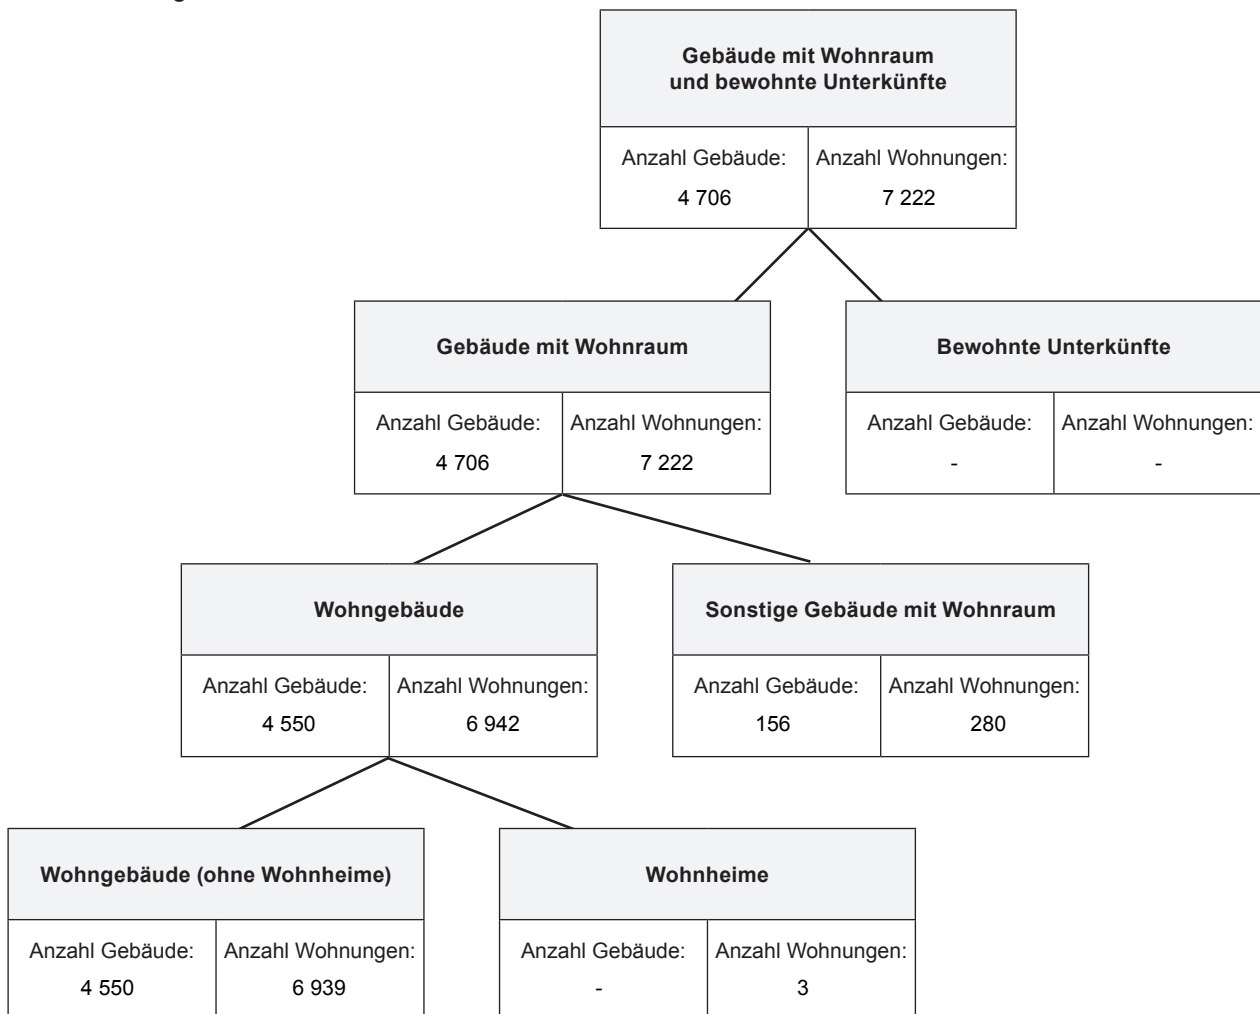 Gebäude mit Wohnraum
und bewohnte Unterkünfte
Anzahl Gebäude: Anzahl Wohnungen:
4 706 7 222
Gebäude mit Wohnraum Bewohnte Unterkünfte
Anzahl Gebäude: Anzahl Wohnungen: Anzahl Gebäude: Anzahl Wohnungen:
4 706 7 222 - -
Wohngebäude Sonstige Gebäude mit Wohnraum
Anzahl Gebäude: Anzahl Wohnungen: Anzahl Gebäude: Anzahl Wohnungen:
4 550 6 942 156 280
Wohngebäude (ohne Wohnheime) Wohnheime
Anzahl Gebäude: Anzahl Wohnungen: Anzahl Gebäude: Anzahl Wohnungen:
4 550 6 939 - 3